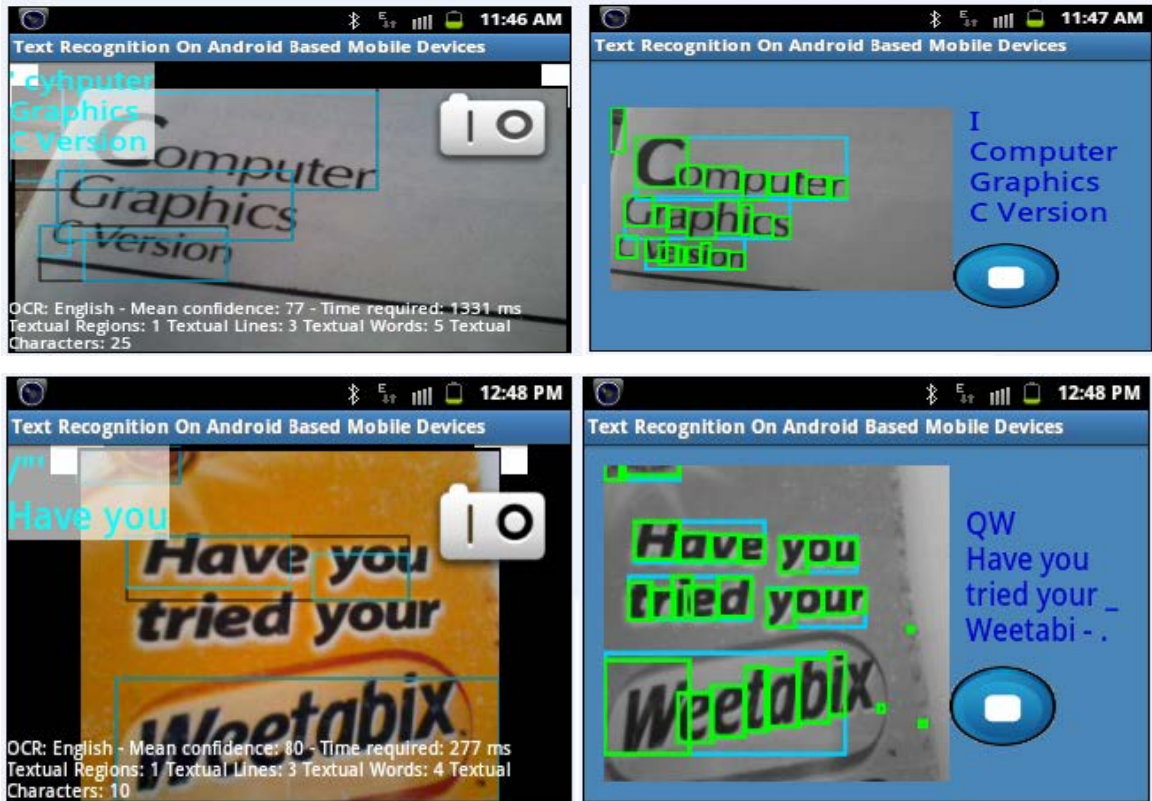 11:46 AM
Text Recognition On Android Based Mobile Devices
' cyhputer
Graphics
C Version
Computer
Graphics
C Version
OCR: English - Mean confidence: 77 - Time required: 1331 ms
Textual Regions: 1 Textual Lines: 3 Textual Words: 5 Textual
Characters: 25
11:47 AM
Text Recognition On Android Based Mobile Devices
Computer
Graphics
C Version
I
Computer
Graphics
C Version
12:48 PM
Text Recognition On Android Based Mobile Devices
/"'
Have you
Have you
tried your
Weetabix
OCR: English - Mean confidence: 80 - Time required: 277 ms
Textual Regions: 1 Textual Lines: 3 Textual Words: 4 Textual
Characters: 10
12:48 PM
Text Recognition On Android Based Mobile Devices
Have you
tried your
Weetabix
QW
Have you
tried your _
Weetabi - .